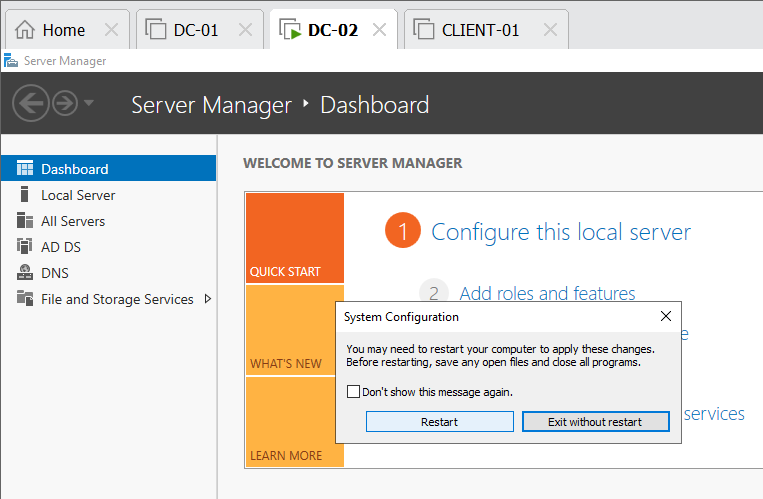 Home
DC-01
DC-02
CLIENT-01
Server Manager
Server Manager Dashboard
Dashboard
Local Server
All Servers
AD DS
DNS
File and Storage Services
WELCOME TO SERVER MANAGER
QUICK START
WHAT'S NEW
LEARN MORE
1 Configure this local server
2 Add roles and features
e
services
System Configuration
You may need to restart your computer to apply these changes.
Before restarting, save any open files and close all programs.
Don't show this message again.
Restart
Exit without restart